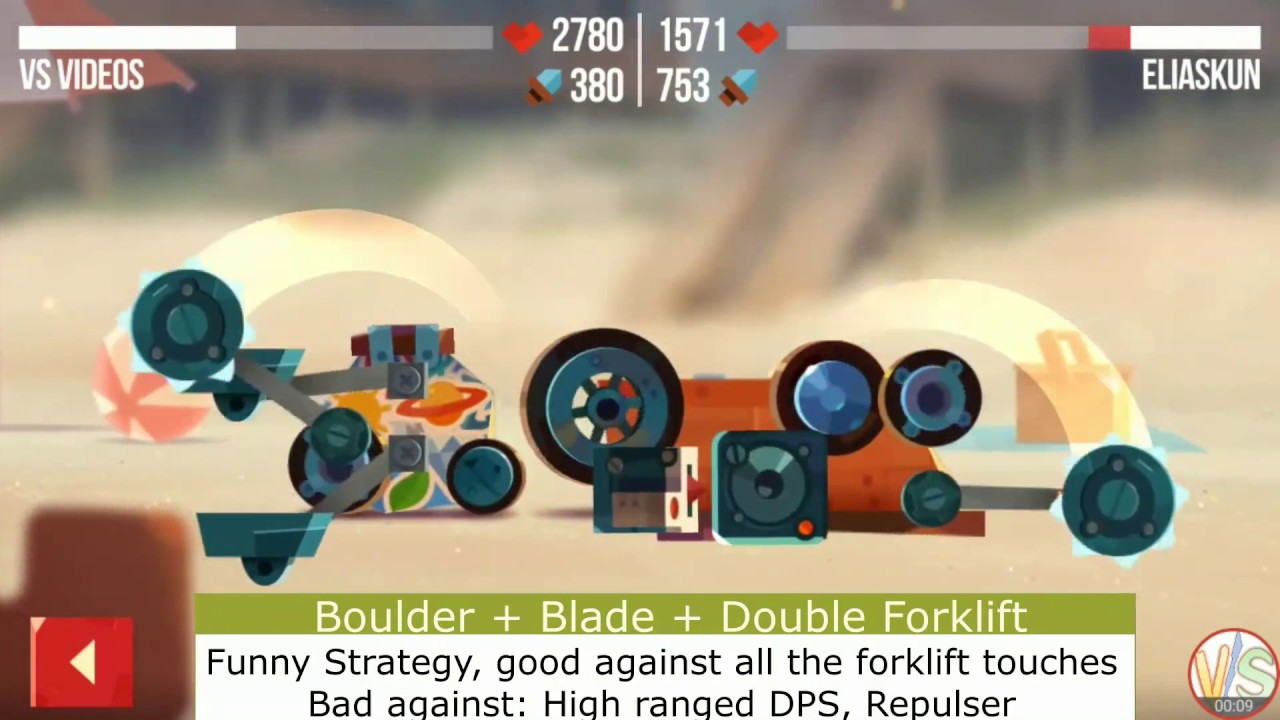 2780 | 1571
VS VIDEOS
380 | 753
ELIASKUN
Boulder + Blade + Double Forklift
Funny Strategy, good against all the forklift touches
Bad against: High ranged DPS, Repulser
VS
00:09